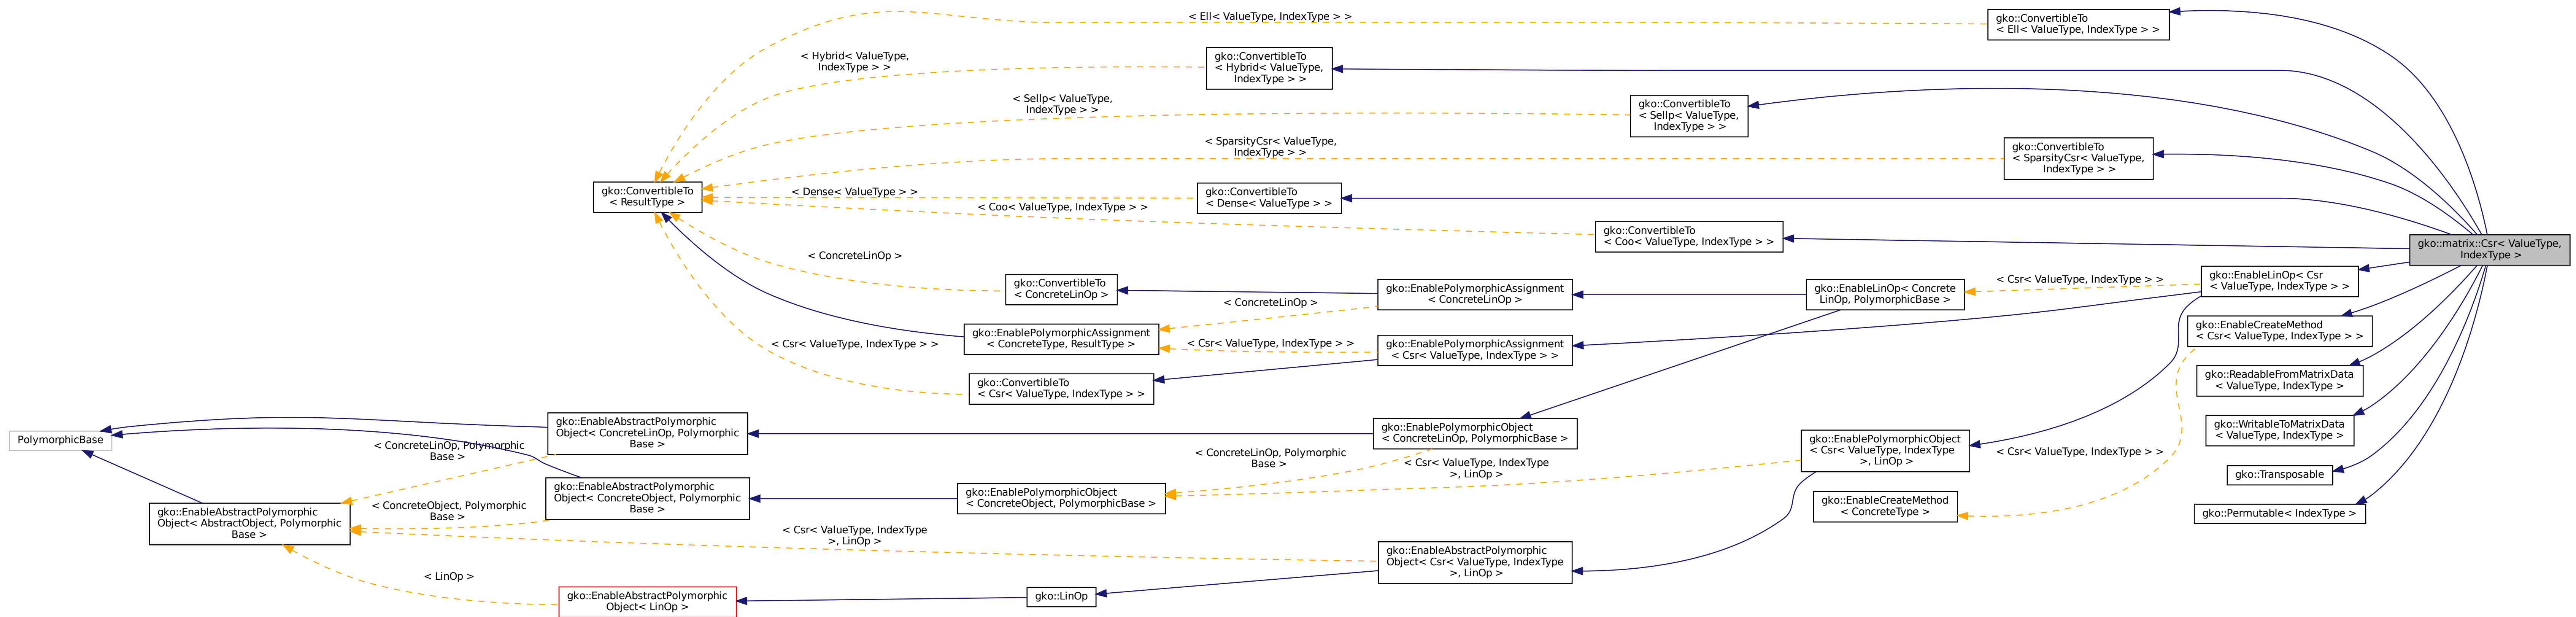 < Ell< ValueType, IndexType > >
gko::ConvertibleTo
< Ell< ValueType, IndexType > >
< Hybrid< ValueType,
IndexType > >
gko::ConvertibleTo
< Hybrid< ValueType,
IndexType > >
< Sellp< ValueType,
IndexType > >
gko::ConvertibleTo
< Sellp< ValueType,
IndexType > >
< SparsityCsr< ValueType,
IndexType > >
gko::ConvertibleTo
< SparsityCsr< ValueType,
IndexType > >
gko::ConvertibleTo
< ResultType >
< Dense< ValueType > >
gko::ConvertibleTo
< Dense< ValueType > >
< Coo< ValueType, IndexType > >
gko::ConvertibleTo
< Coo< ValueType, IndexType > >
gko::matrix::Csr< ValueType,
IndexType >
< ConcreteLinOp >
gko::ConvertibleTo
< ConcreteLinOp >
gko::EnablePolymorphicAssignment
< ConcreteLinOp >
gko::EnableLinOp< Concrete
LinOp, PolymorphicBase >
< Csr< ValueType, IndexType > >
gko::EnableLinOp< Csr
< ValueType, IndexType > >
< ConcreteLinOp >
gko::EnablePolymorphicAssignment
< ConcreteType, ResultType >
< Csr< ValueType, IndexType > >
gko::EnablePolymorphicAssignment
< Csr< ValueType, IndexType > >
gko::EnableCreateMethod
< Csr< ValueType, IndexType > >
< Csr< ValueType, IndexType > >
gko::ConvertibleTo
< Csr< ValueType, IndexType > >
gko::ReadableFromMatrixData
< ValueType, IndexType >
gko::WritableToMatrixData
< ValueType, IndexType >
PolymorphicBase
gko::EnableAbstractPolymorphic
Object< ConcreteLinOp, Polymorphic
Base >
gko::EnablePolymorphicObject
< ConcreteLinOp, PolymorphicBase >
gko::EnablePolymorphicObject
< Csr< ValueType, IndexType
>, LinOp >
< Csr< ValueType, IndexType > >
< ConcreteLinOp, Polymorphic
Base >
< ConcreteLinOp, Polymorphic
Base >
< Csr< ValueType, IndexType
>, LinOp >
gko::Transposable
gko::EnableAbstractPolymorphic
Object< ConcreteObject, Polymorphic
Base >
gko::EnablePolymorphicObject
< ConcreteObject, PolymorphicBase >
gko::EnableCreateMethod
< ConcreteType >
gko::Permutable< IndexType >
gko::EnableAbstractPolymorphic
Object< AbstractObject, Polymorphic
Base >
< ConcreteObject, Polymorphic
Base >
< Csr< ValueType, IndexType
>, LinOp >
gko::EnableAbstractPolymorphic
Object< Csr< ValueType, IndexType
>, LinOp >
< LinOp >
gko::EnableAbstractPolymorphic
Object< LinOp >
gko::LinOp